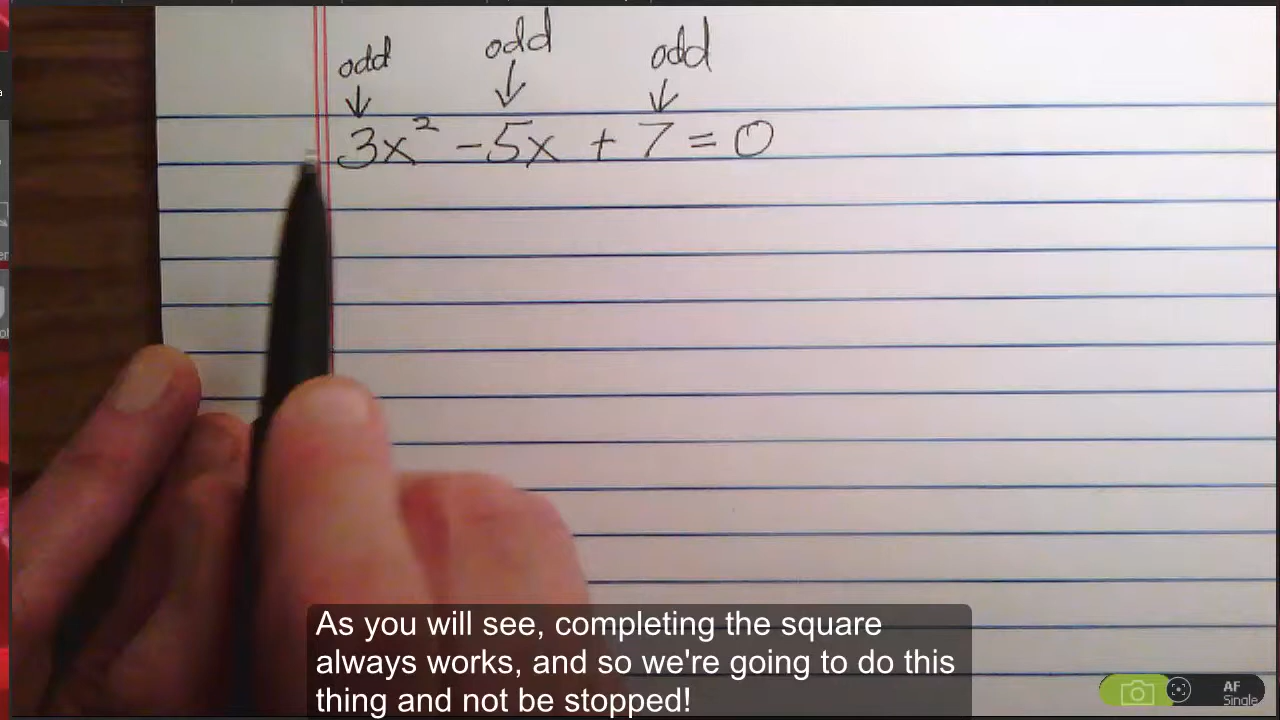 odd odd odd
↓ ↓ ↓
3x² - 5x + 7 = 0
As you will see, completing the square
always works, and so we're going to do this
thing and not be stopped!
AF
Single